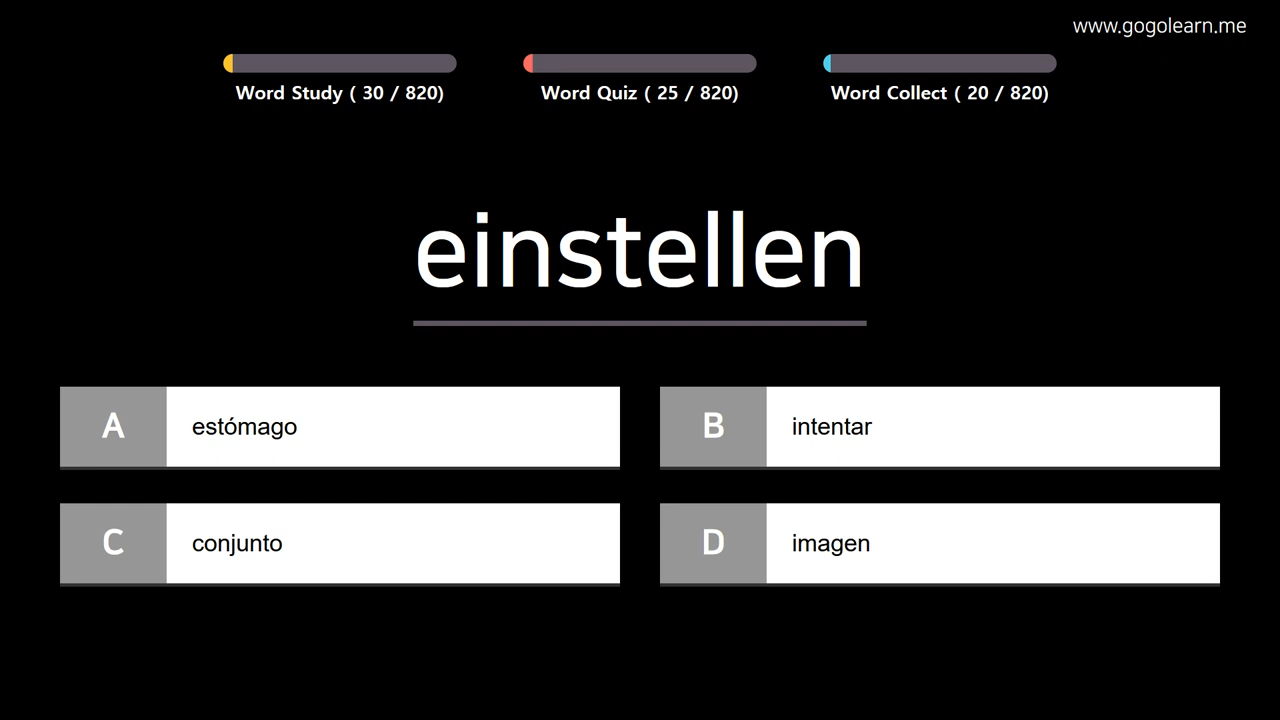 www.gogolearn.me
Word Study ( 30 / 820)
Word Quiz ( 25 / 820)
Word Collect ( 20 / 820)
einstellen
A estómago
B intentar
C conjunto
D imagen